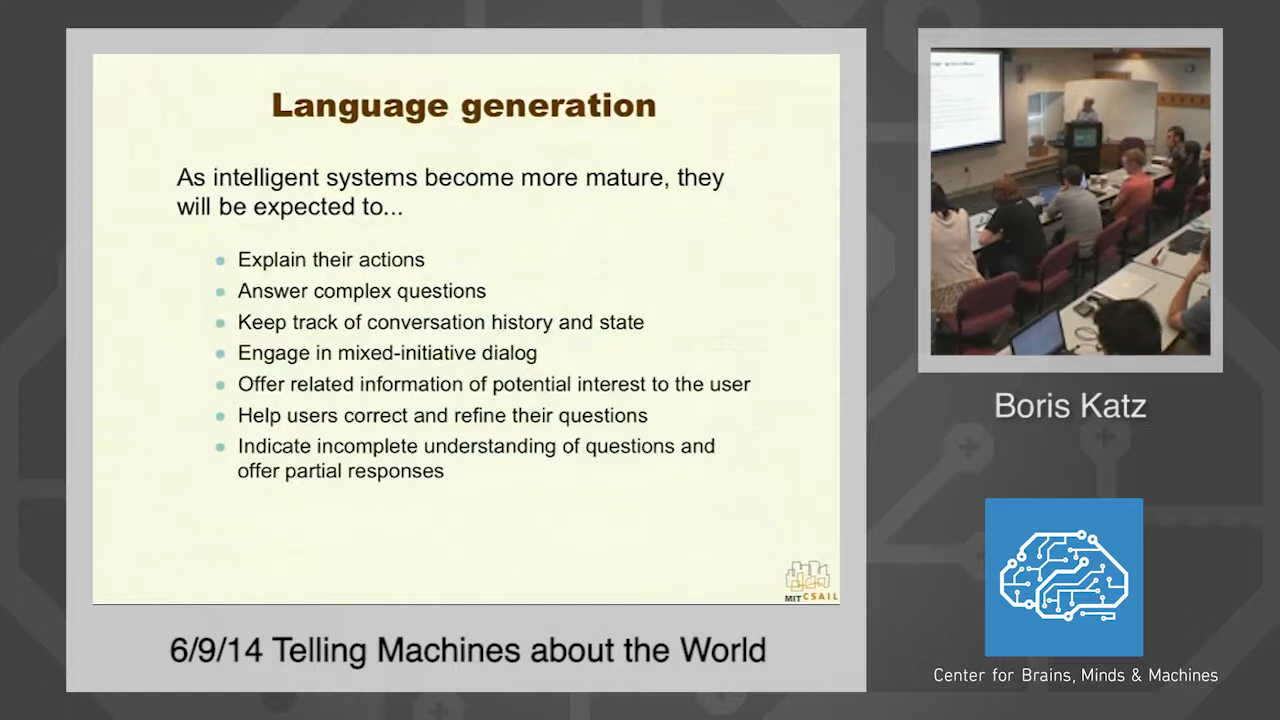 Language generation
As intelligent systems become more mature, they
will be expected to...
Explain their actions
Answer complex questions
Keep track of conversation history and state
Engage in mixed-initiative dialog
Offer related information of potential interest to the user
Help users correct and refine their questions
Indicate incomplete understanding of questions and
offer partial responses
MIT CSAIL
6/9/14 Telling Machines about the World
Boris Katz
Center for Brains, Minds & Machines